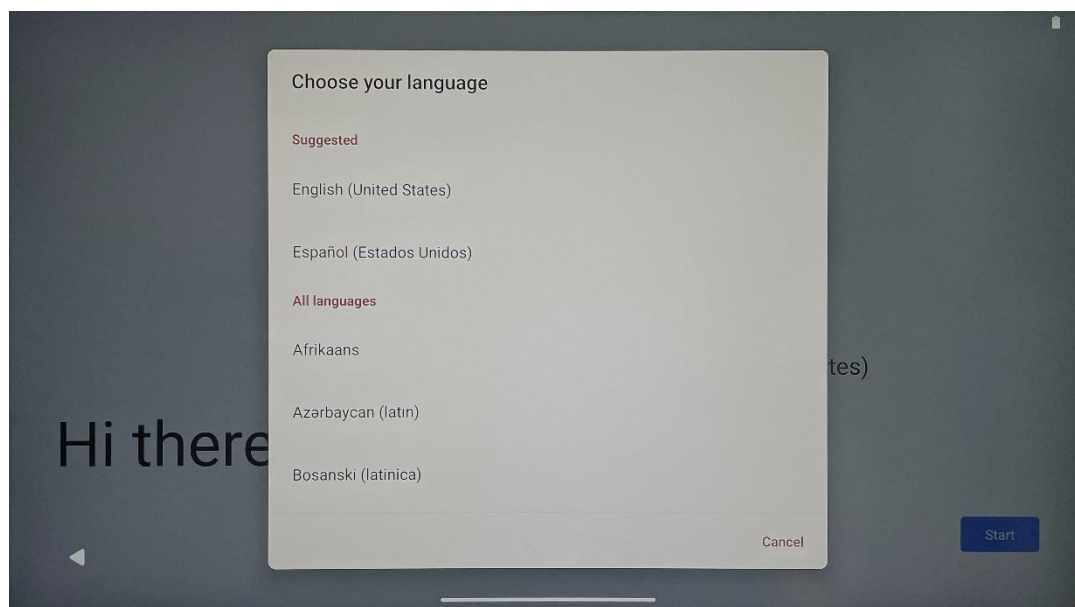 Choose your language
Suggested
English (United States)
Español (Estados Unidos)
All languages
Afrikaans
tes)
Azərbaycan (latın)
Hi there
Bosanski (latinica)
Start
Cancel